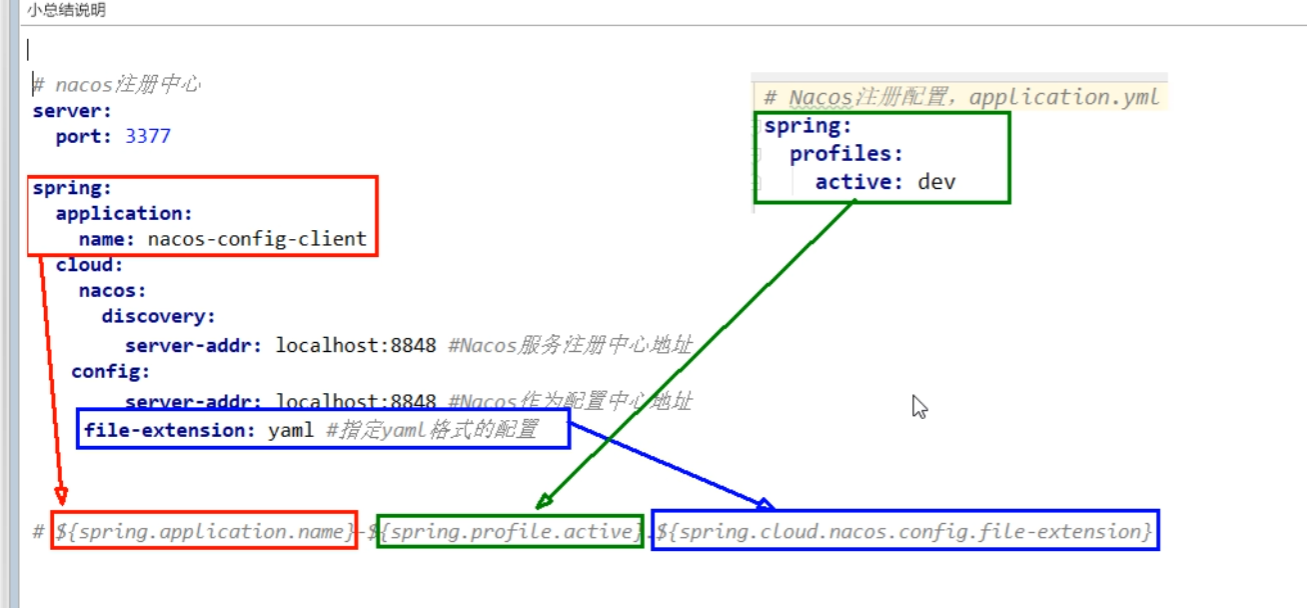 小总结说明
# nacos注册中心
server:
port: 3377
spring:
application:
name: nacos-config-client
cloud:
nacos:
discovery:
server-addr: localhost:8848 #Nacos服务注册中心地址
config:
server-addr: localhost:8848 #Nacos作为配置中心地址
file-extension: yaml #指定yaml格式的配置
# Nacos注册配置，application.yml
spring:
profiles:
active: dev
# ${spring.application.name}-${spring.profile.active}.${spring.cloud.nacos.config.file-extension}